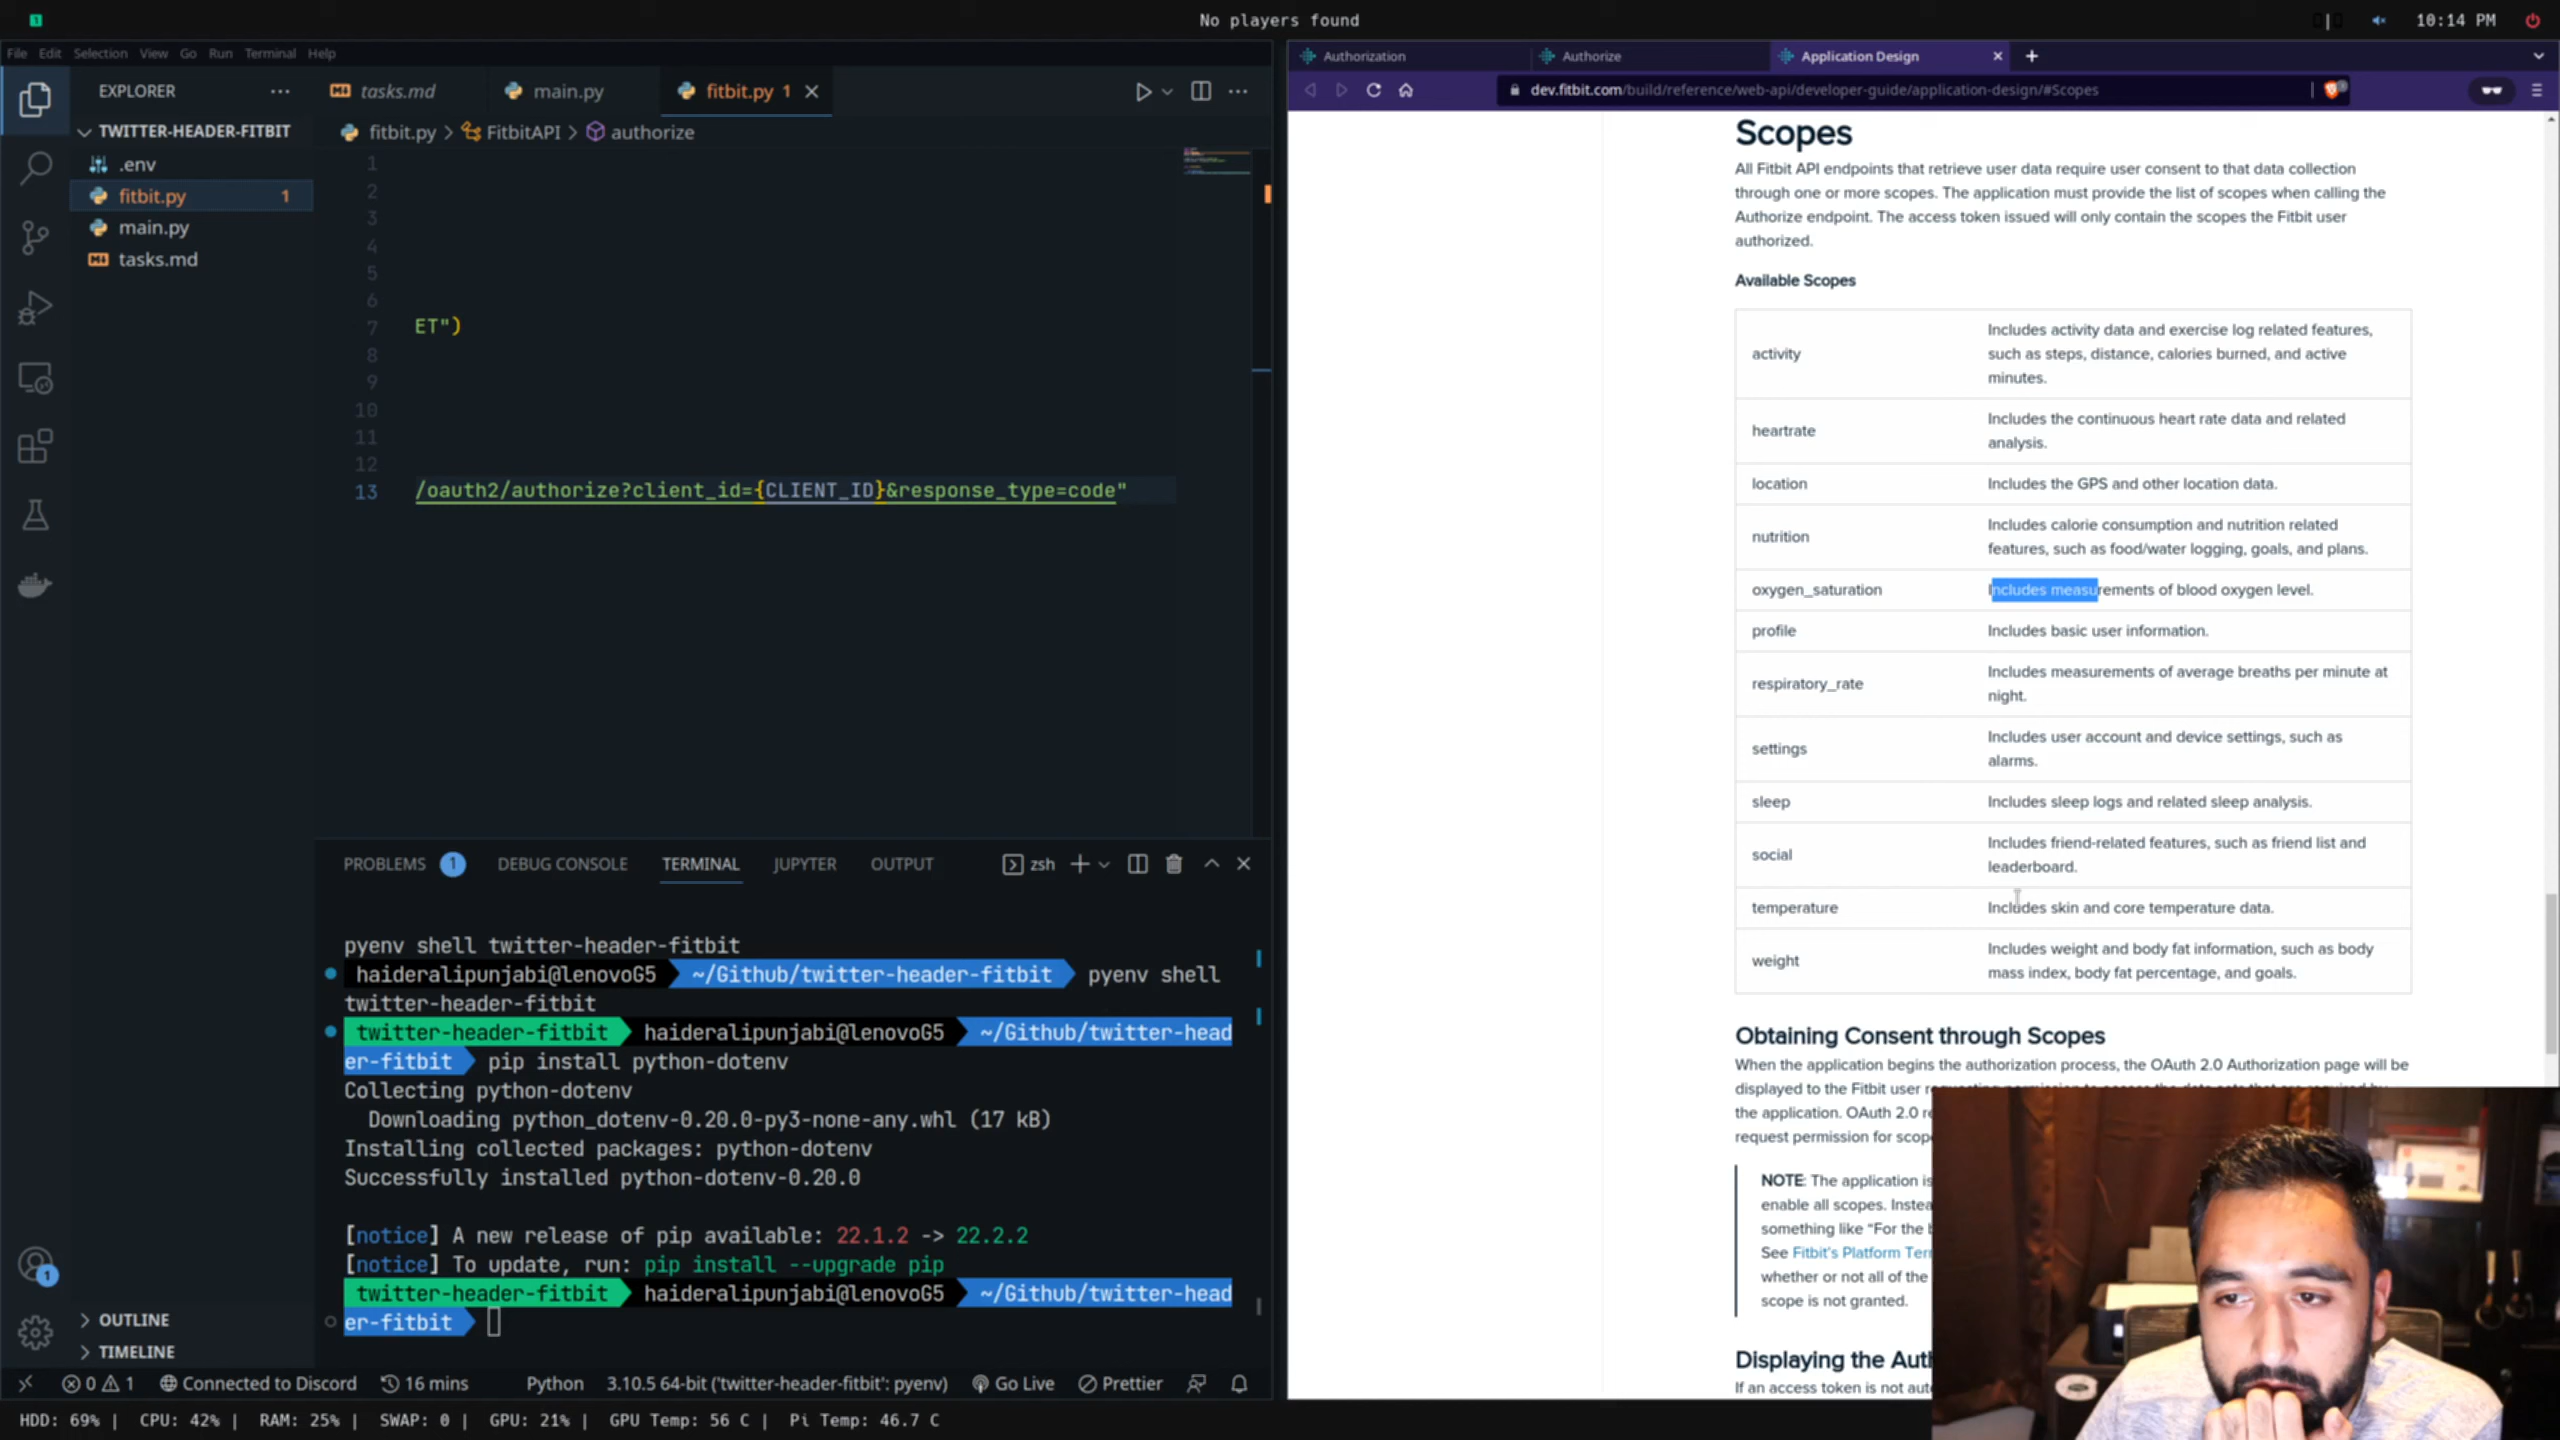 1
No players found
10:14 PM
File Edit Selection View Go Run Terminal Help
EXPLORER
TWITTER-HEADER-FITBIT
.env
fitbit.py 1
main.py
tasks.md
OUTLINE
TIMELINE
tasks.md
main.py
fitbit.py 1
fitbit.py > FitbitAPI > authorize
1
2
3
4
5
6
7 ET")
8
9
10
11
12
13 /oauth2/authorize?client_id={CLIENT_ID}&response_type=code"
PROBLEMS 1 DEBUG CONSOLE TERMINAL JUPYTER OUTPUT zsh
pyenv shell twitter-header-fitbit
haideralipunjabi@lenovoG5 ~/Github/twitter-header-fitbit pyenv shell
twitter-header-fitbit
twitter-header-fitbit haideralipunjabi@lenovoG5 ~/Github/twitter-head
er-fitbit pip install python-dotenv
Collecting python-dotenv
Downloading python_dotenv-0.20.0-py3-none-any.whl (17 kB)
Installing collected packages: python-dotenv
Successfully installed python-dotenv-0.20.0
[notice] A new release of pip available: 22.1.2 -> 22.2.2
[notice] To update, run: pip install --upgrade pip
twitter-header-fitbit haideralipunjabi@lenovoG5 ~/Github/twitter-head
er-fitbit
1
0 1 Connected to Discord 16 mins Python 3.10.5 64-bit ('twitter-header-fitbit': pyenv) Go Live Prettier
HDD: 69% | CPU: 42% | RAM: 25% | SWAP: 0 | GPU: 21% | GPU Temp: 56 C | Pi Temp: 46.7 C
Authorization
Authorize
Application Design
dev.fitbit.com/build/reference/web-api/developer-guide/application-design/#Scopes
Scopes
All Fitbit API endpoints that retrieve user data require user consent to that data collection
through one or more scopes. The application must provide the list of scopes when calling the
Authorize endpoint. The access token issued will only contain the scopes the Fitbit user
authorized.
Available Scopes
activity
Includes activity data and exercise log related features,
such as steps, distance, calories burned, and active
minutes.
heartrate
Includes the continuous heart rate data and related
analysis.
location
Includes the GPS and other location data.
nutrition
Includes calorie consumption and nutrition related
features, such as food/water logging, goals, and plans.
oxygen_saturation
Includes measurements of blood oxygen level.
profile
Includes basic user information.
respiratory_rate
Includes measurements of average breaths per minute at
night.
settings
Includes user account and device settings, such as
alarms.
sleep
Includes sleep logs and related sleep analysis.
social
Includes friend-related features, such as friend list and
leaderboard.
temperature
Includes skin and core temperature data.
weight
Includes weight and body fat information, such as body
mass index, body fat percentage, and goals.
Obtaining Consent through Scopes
When the application begins the authorization process, the OAuth 2.0 Authorization page will be
displayed to the Fitbit user
the application. OAuth 2.0
request permission for
NOTE: The application is
enable all scopes.
something like “For the
See Fitbit's Platform
whether or not all of the
scope is not granted.
Displaying the
If an access token is not